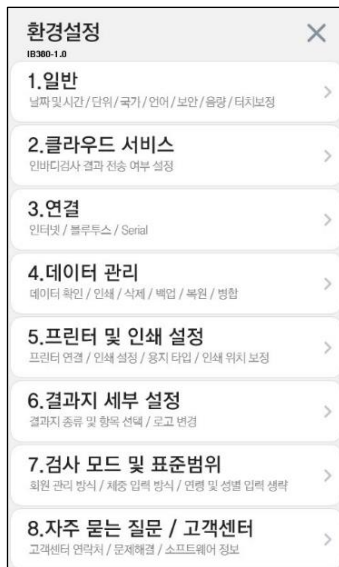 환경설정
IB380-1.0
1.일반
날짜 및 시간 / 단위 / 국가 / 언어 / 보안 / 음량 / 터치보정
2.클라우드 서비스
인바디검사 결과 전송 여부 설정
3.연결
인터넷 / 블루투스 / Serial
4.데이터 관리
데이터 확인 / 인쇄 / 삭제 / 백업 / 복원 / 병합
5.프린터 및 인쇄 설정
프린터 연결 / 인쇄 설정 / 용지 타입 / 인쇄 위치 보정
6.결과지 세부 설정
결과지 종류 및 항목 선택 / 로고 변경
7.검사 모드 및 표준범위
회원 관리 방식 / 체중 입력 방식 / 연령 및 성별 입력 생략
8.자주 묻는 질문 / 고객센터
고객센터 연락처 / 문제해결 / 소프트웨어 정보